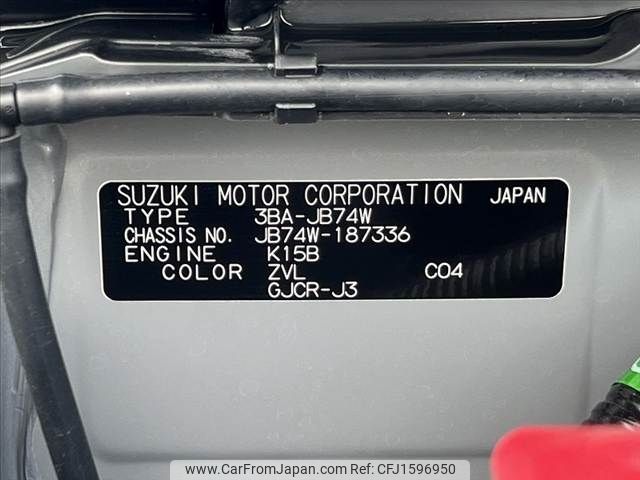 SUZUKI MOTOR CORPORATION JAPAN
TYPE 3BA-JB74W
CHASSIS NO. JB74W-187336
ENGINE K15B
COLOR ZVL C04
GJCR-J3
www.CarFromJapan.com - CFJ1596950